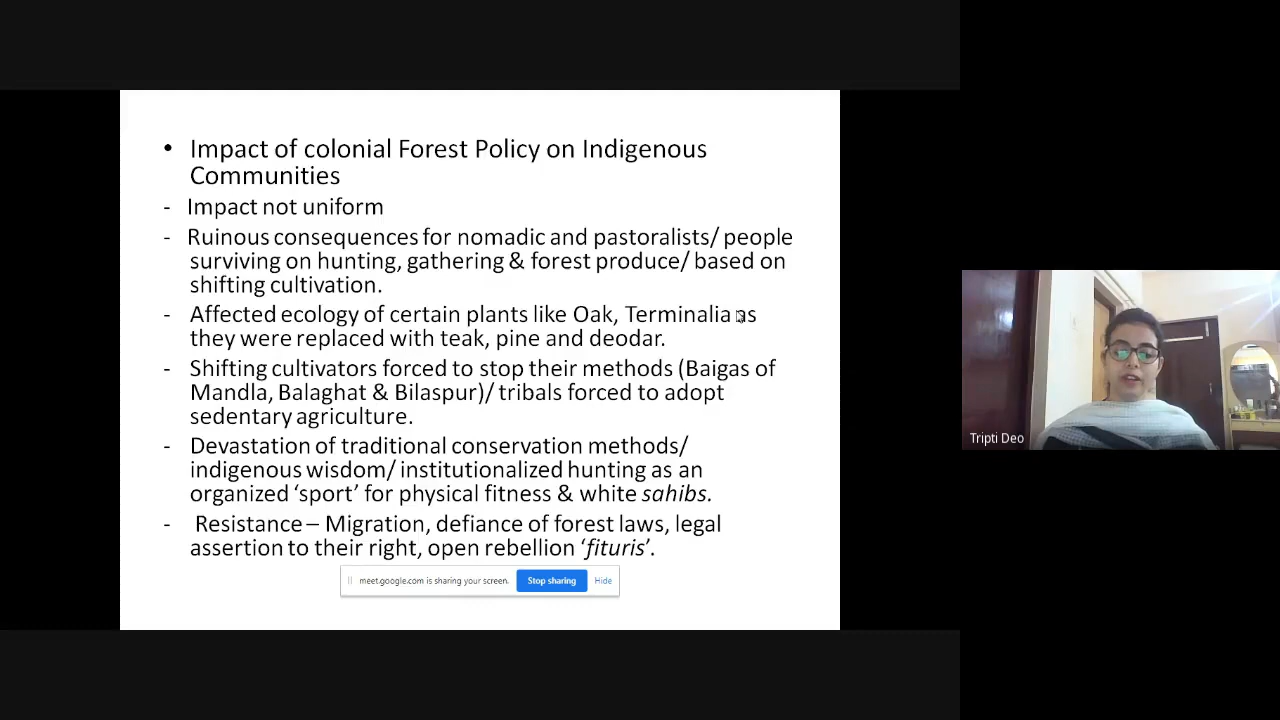 • Impact of colonial Forest Policy on Indigenous
Communities
- Impact not uniform
- Ruinous consequences for nomadic and pastoralists/ people
surviving on hunting, gathering & forest produce/ based on
shifting cultivation.
- Affected ecology of certain plants like Oak, Terminalia as
they were replaced with teak, pine and deodar.
- Shifting cultivators forced to stop their methods (Baigas of
Mandla, Balaghat & Bilaspur)/ tribals forced to adopt
sedentary agriculture.
- Devastation of traditional conservation methods/
indigenous wisdom/ institutionalized hunting as an
organized ‘sport’ for physical fitness & white sahibs.
- Resistance – Migration, defiance of forest laws, legal
assertion to their right, open rebellion ‘fituris’.
meet.google.com is sharing your screen. Stop sharing Hide
Tripti Deo